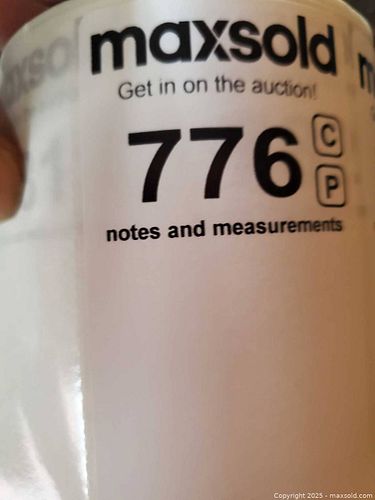 maxsold
Get in on the auction!
776
C
P
notes and measurements
Copyright 2025 - maxsold.com